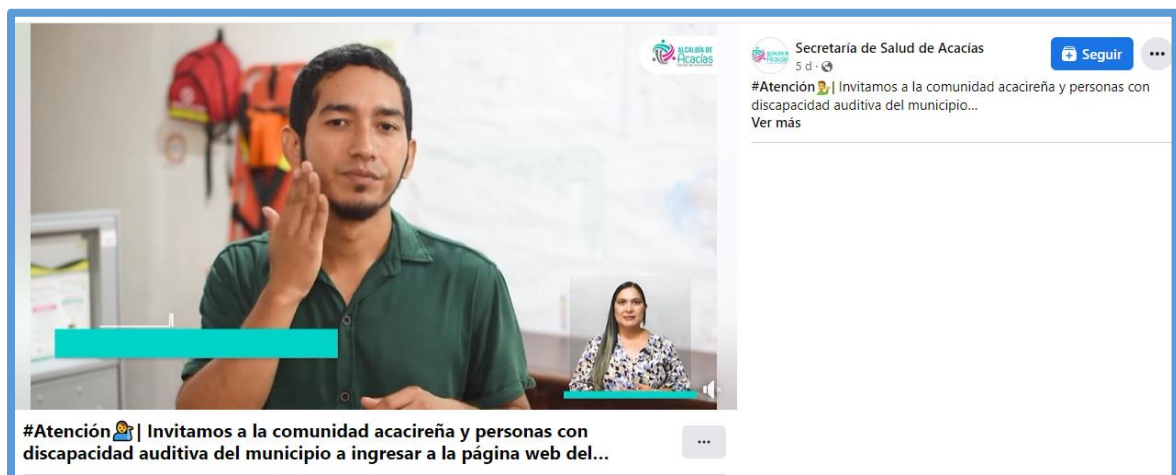 ALCALDÍA DE
Acacías
Secretaría de Salud de Acacías
5 d ·
Seguir
#Atención🙋| Invitamos a la comunidad acacireña y personas con
discapacidad auditiva del municipio...
Ver más
#Atención🙋| Invitamos a la comunidad acacireña y personas con
discapacidad auditiva del municipio a ingresar a la página web del...